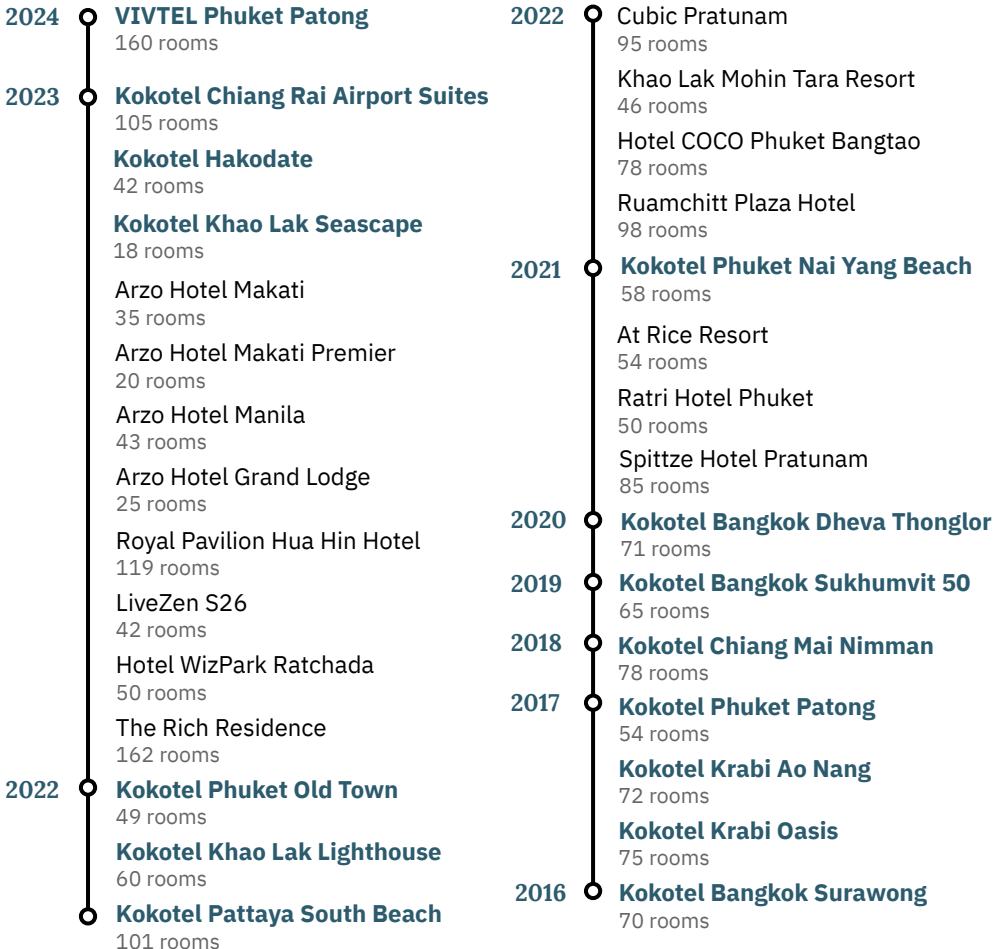 2024
VIVTEL Phuket Patong
160 rooms
2023
Kokotel Chiang Rai Airport Suites
105 rooms
Kokotel Hakodate
42 rooms
Kokotel Khao Lak Seascape
18 rooms
Arzo Hotel Makati
35 rooms
Arzo Hotel Makati Premier
20 rooms
Arzo Hotel Manila
43 rooms
Arzo Hotel Grand Lodge
25 rooms
Royal Pavilion Hua Hin Hotel
119 rooms
LiveZen S26
42 rooms
Hotel WizPark Ratchada
50 rooms
The Rich Residence
162 rooms
2022
Kokotel Phuket Old Town
49 rooms
Kokotel Khao Lak Lighthouse
60 rooms
Kokotel Pattaya South Beach
101 rooms
2022
Cubic Pratunam
95 rooms
Khao Lak Mohin Tara Resort
46 rooms
Hotel COCO Phuket Bangtao
78 rooms
Ruamchitt Plaza Hotel
98 rooms
2021
Kokotel Phuket Nai Yang Beach
58 rooms
At Rice Resort
54 rooms
Ratri Hotel Phuket
50 rooms
Spittze Hotel Pratunam
85 rooms
2020
Kokotel Bangkok Dheva Thonglor
71 rooms
2019
Kokotel Bangkok Sukhumvit 50
65 rooms
2018
Kokotel Chiang Mai Nimman
78 rooms
2017
Kokotel Phuket Patong
54 rooms
Kokotel Krabi Ao Nang
72 rooms
Kokotel Krabi Oasis
75 rooms
2016
Kokotel Bangkok Surawong
70 rooms